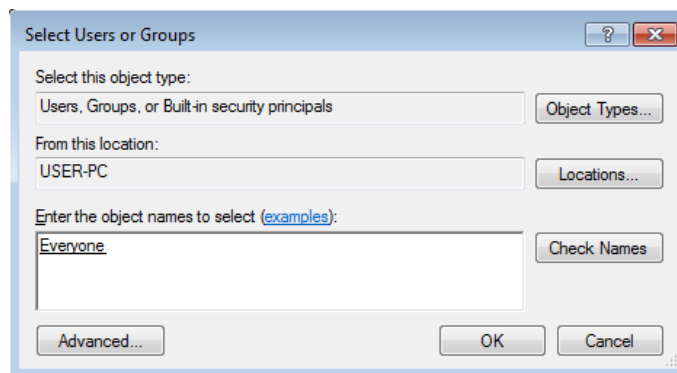 Select Users or Groups
Select this object type:
Users, Groups, or Built-in security principals
Object Types...
From this location:
USER-PC
Locations...
Enter the object names to select (examples):
Everyone
Check Names
Advanced...
OK
Cancel